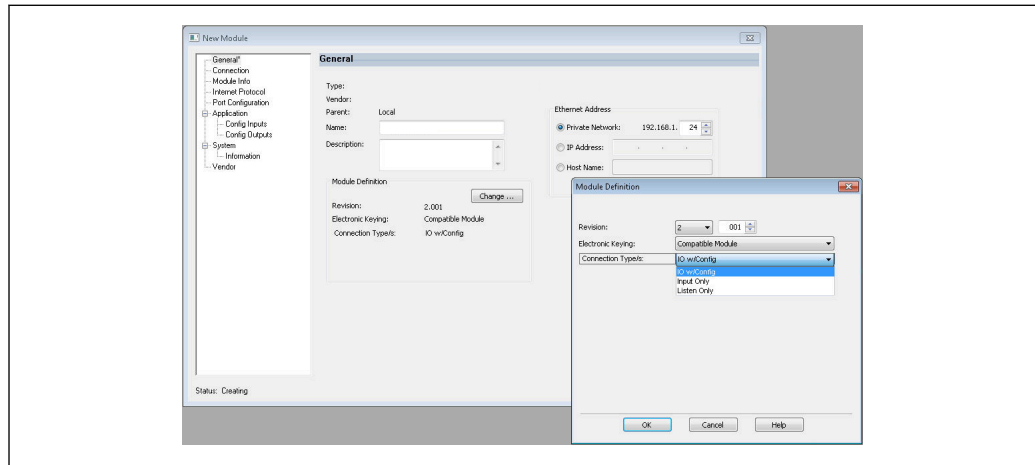 New Module
General*
Connection
Module Info
Internet Protocol
Port Configuration
Application
Config Inputs
Config Outputs
System
Information
Vendor
General
Type:
Vendor:
Parent: Local
Name:
Description:
Module Definition
Change ...
Revision: 2.001
Electronic Keying: Compatible Module
Connection Type/s: IO w/Config
Ethernet Address
Private Network: 192.168.1. 24
IP Address: . . .
Host Name:
Status: Creating
Module Definition
Revision: 2 001
Electronic Keying: Compatible Module
Connection Type/s: IO w/Config
IO w/Config
Input Only
Listen Only
OK Cancel Help